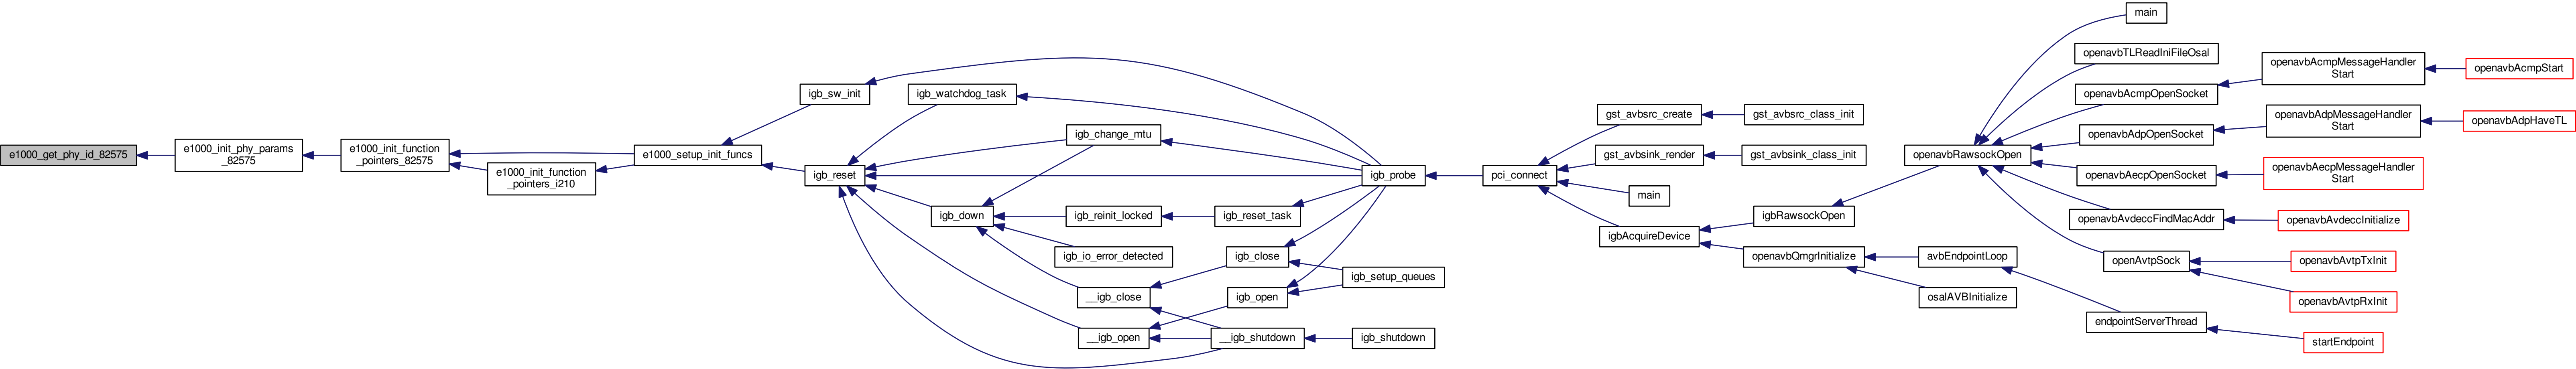 e1000_get_phy_id_82575
e1000_init_phy_params
_82575
e1000_init_function
_pointers_82575
e1000_init_function
_pointers_i210
e1000_setup_init_funcs
igb_sw_init
igb_reset
igb_watchdog_task
igb_change_mtu
igb_down
igb_reinit_locked
igb_reset_task
igb_io_error_detected
__igb_close
__igb_open
igb_close
igb_open
__igb_shutdown
igb_probe
igb_setup_queues
igb_shutdown
pci_connect
gst_avbsrc_create
gst_avbsrc_class_init
gst_avbsink_render
gst_avbsink_class_init
main
igbAcquireDevice
igbRawsockOpen
openavbQmgrInitialize
avbEndpointLoop
osalAVBInitialize
openavbRawsockOpen
main
openavbTLReadIniFileOsal
openavbAcmpOpenSocket
openavbAcmpMessageHandler
Start
openavbAcmpStart
openavbAdpOpenSocket
openavbAdpMessageHandler
Start
openavbAdpHaveTL
openavbAecpOpenSocket
openavbAecpMessageHandler
Start
openavbAvdeccFindMacAddr
openavbAvdeccInitialize
openAvtpSock
openavbAvtpTxInit
openavbAvtpRxInit
endpointServerThread
startEndpoint